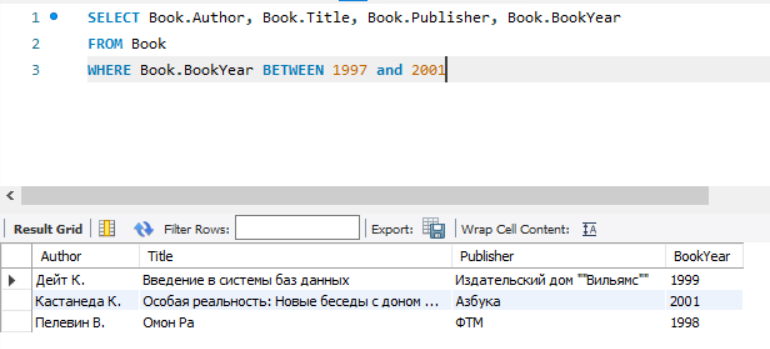 1 SELECT Book.Author, Book.Title, Book.Publisher, Book.BookYear
2 FROM Book
3 WHERE Book.BookYear BETWEEN 1997 and 2001
Result Grid Filter Rows: Export: Wrap Cell Content: IA
Author Title Publisher BookYear
Дейт К. Введение в системы баз данных Издательский дом ""Вильямс"" 1999
Кастанеда К. Особая реальность: Новые беседы с доном ... Азбука 2001
Пелевин В. Омон Ра ФТМ 1998